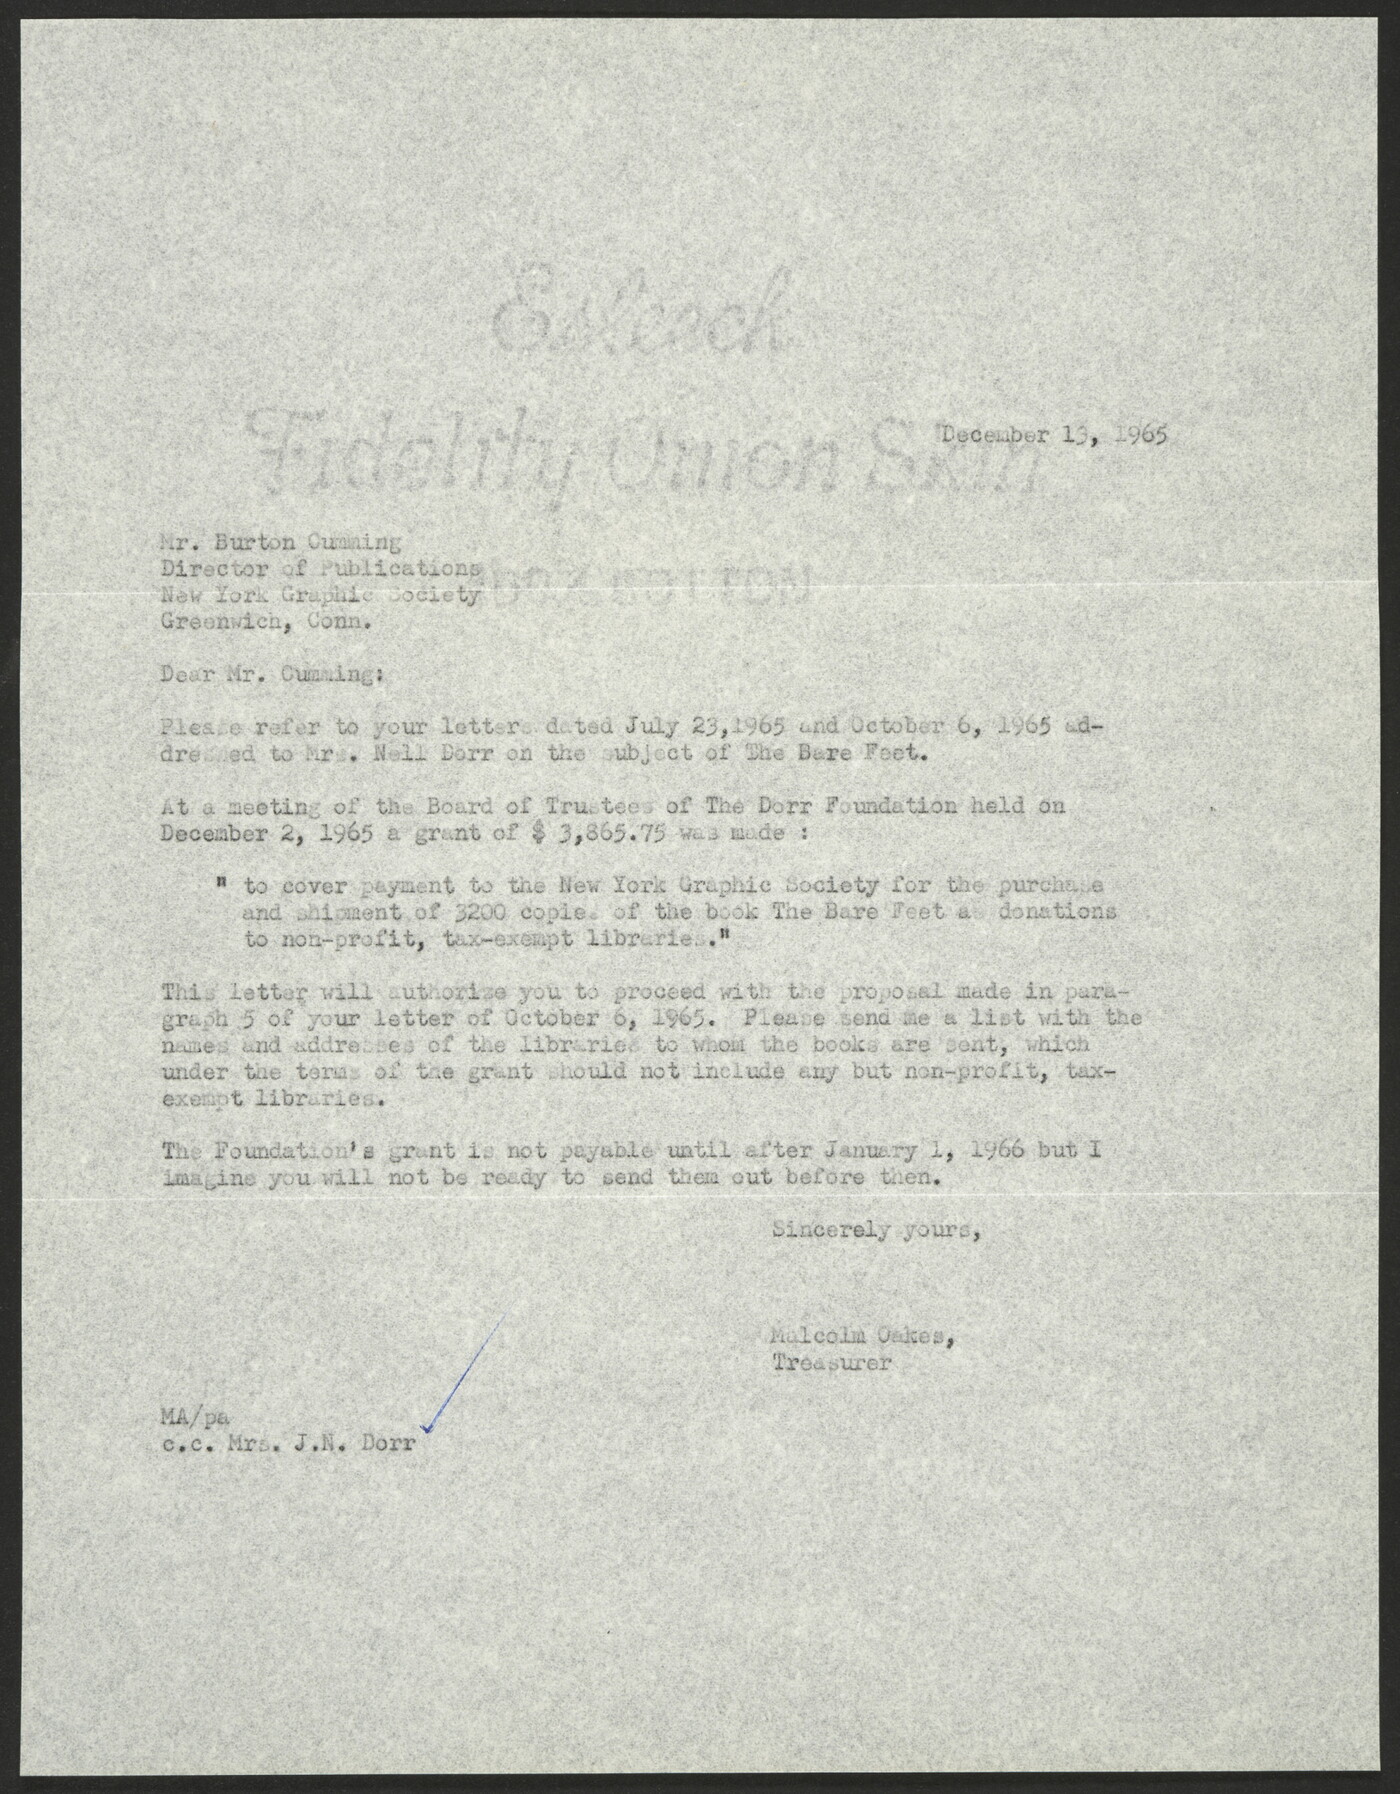 Esleeck
Fidelity Onion Skin
December 13, 1965
COTTON
Mr. Burton Cumming
Director of Publications
New York Graphic Society
Greenwich, Conn.
Dear Mr. Cumming:
Please refer to your letters dated July 23,1965 and October 6, 1965 ad-
dressed to Mrs. Nell Dorr on the subject of The Bare Feet.
At a meeting of the Board of Trustees of The Dorr Foundation held on
December 2, 1965 a grant of $ 3,865.75 was made :
" to cover payment to the New York Graphic Society for the purchase
and shipment of 3200 copies of the book The Bare Feet as donations
to non-profit, tax-exempt libraries."
This letter will authorize you to proceed with the proposal made in para-
graph 5 of your letter of October 6, 1965. Please send me a list with the
names and addresses of the libraries to whom the books are sent, which
under the terms of the grant should not include any but non-profit, tax-
exempt libraries.
The Foundation's grant is not payable until after January 1, 1966 but I
imagine you will not be ready to send them out before then.
Sincerely yours,
Malcolm Oakes,
Treasurer
MA/pa
c.c. Mrs. J.N. Dorr